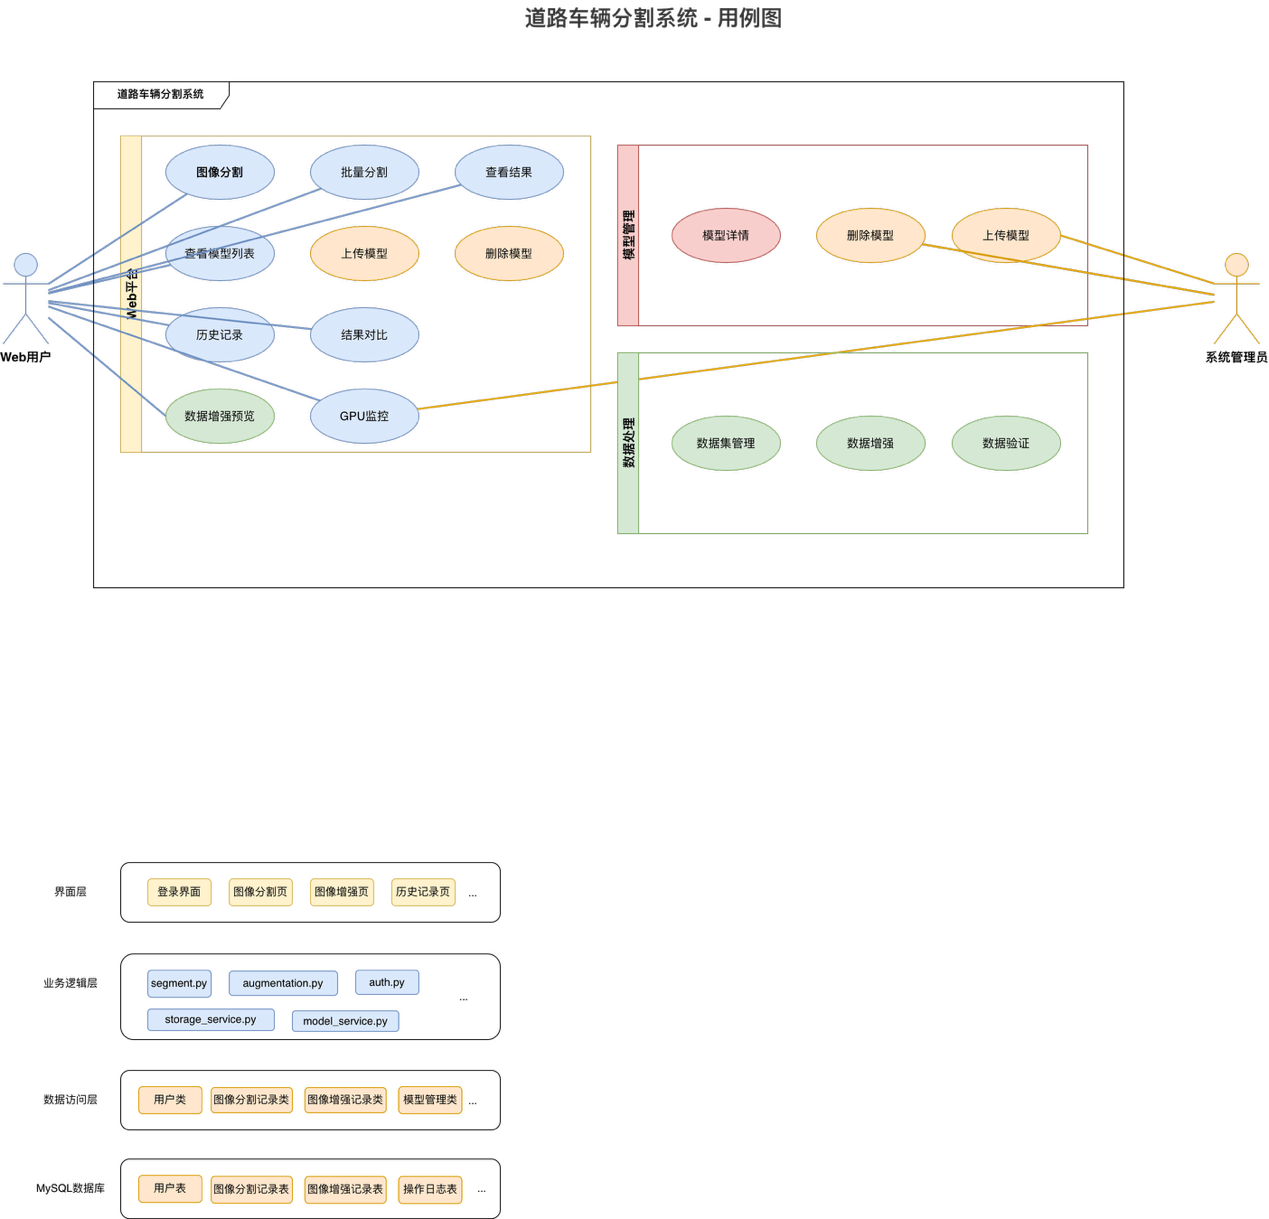 道路车辆分割系统 - 用例图
道路车辆分割系统
Web平台
图像分割
批量分割
查看结果
查看模型列表
上传模型
删除模型
历史记录
结果对比
数据增强预览
GPU监控
模型管理
模型详情
删除模型
上传模型
数据处理
数据集管理
数据增强
数据验证
Web用户
系统管理员
界面层
登录界面
图像分割页
图像增强页
历史记录页
...
业务逻辑层
segment.py
augmentation.py
auth.py
...
storage_service.py
model_service.py
数据访问层
用户类
图像分割记录类
图像增强记录类
模型管理类
...
MySQL数据库
用户表
图像分割记录表
图像增强记录表
操作日志表
...